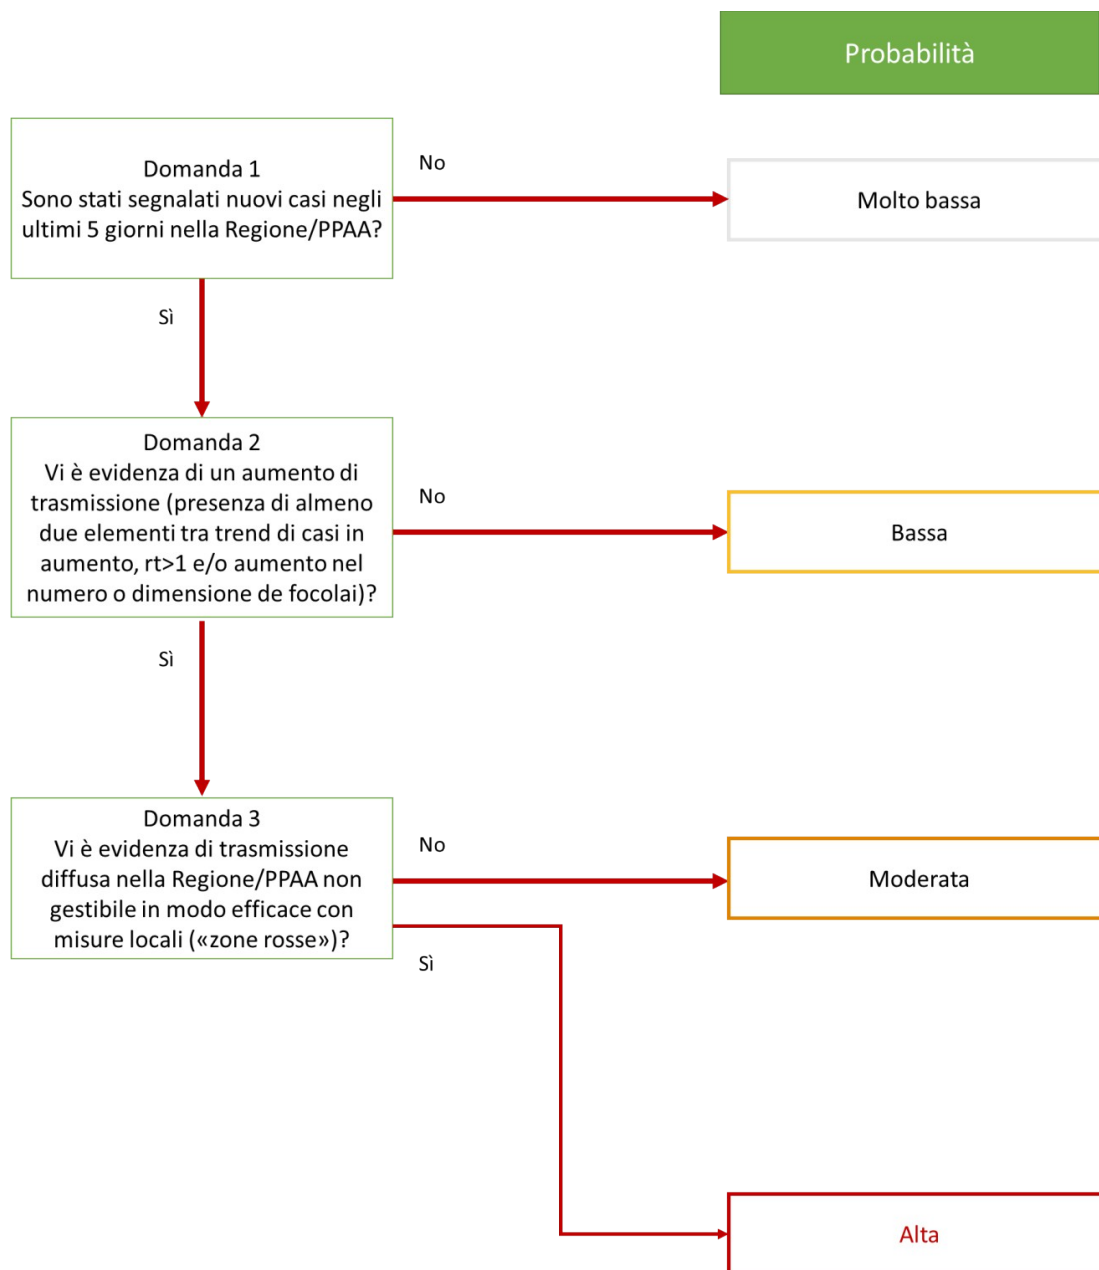 Probabilità
Domanda 1
Sono stati segnalati nuovi casi negli
ultimi 5 giorni nella Regione/PPAA?
No
Molto bassa
Sì
Domanda 2
Vi è evidenza di un aumento di
trasmissione (presenza di almeno
due elementi tra trend di casi in
aumento, rt>1 e/o aumento nel
numero o dimensione de focolai)?
No
Bassa
Sì
Domanda 3
Vi è evidenza di trasmissione
diffusa nella Regione/PPAA non
gestibile in modo efficace con
misure locali («zone rosse»)?
No
Moderata
Sì
Alta